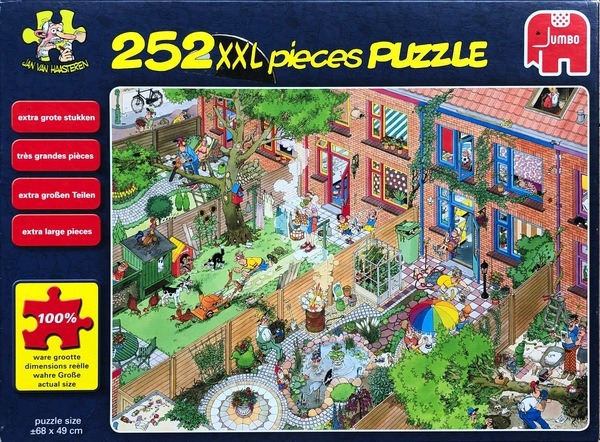 JAN VAN HAASTEREN
252 XXL pieces PUZZLE
JUMBO
extra grote stukken
très grandes pièces
extra großen Teilen
extra large pieces
100%
ware grootte
dimensions reèlle
wahre Große
actual size
puzzle size
±68 x 49 cm